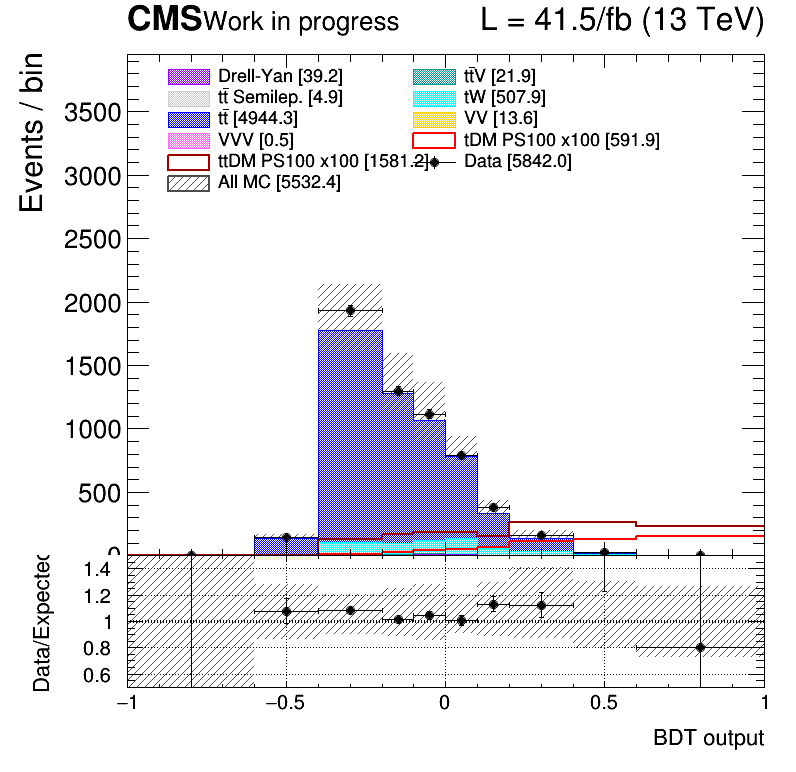 CMS Work in progress L = 41.5/fb (13 TeV)
Events / bin
Drell-Yan [39.2] tt̄V [21.9]
tt̄ Semilep. [4.9] tW [507.9]
tt̄ [4944.3] VV [13.6]
VVV [0.5] tDM PS100 x100 [591.9]
ttDM PS100 x100 [1581.2] Data [5842.0]
All MC [5532.4]
3500
3000
2500
2000
1500
1000
500
0
Data/Expected
1.4
1.2
1
0.8
0.6
−1 −0.5 0 0.5 1
BDT output